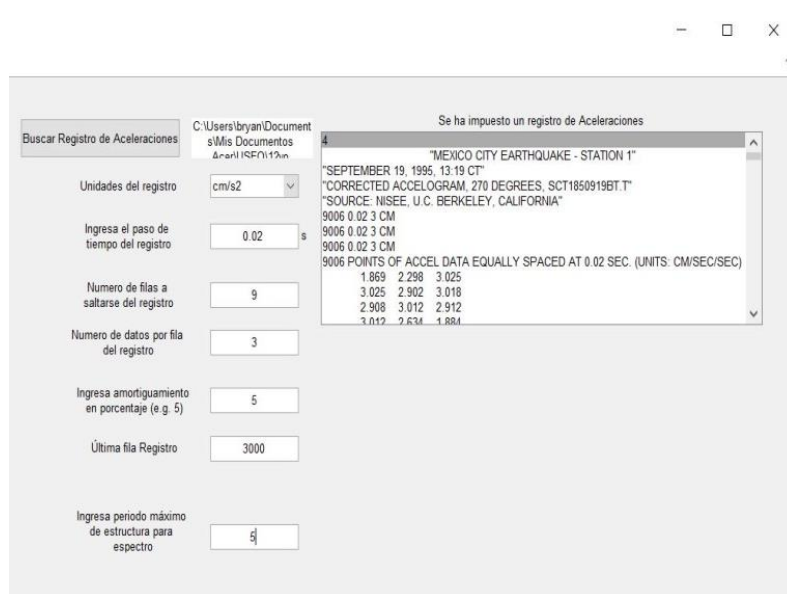 Buscar Registro de Aceleraciones
C:\Users\bryan\Document
s\Mis Documentos
Se ha impuesto un registro de Aceleraciones
4
"MEXICO CITY EARTHQUAKE - STATION 1"
"SEPTEMBER 19, 1995, 13:19 CT"
"CORRECTED ACCELOGRAM, 270 DEGREES, SCT1850919BT.T"
"SOURCE: NISEE, U.C. BERKELEY, CALIFORNIA"
9006 0.02 3 CM
9006 0.02 3 CM
9006 0.02 3 CM
9006 POINTS OF ACCEL DATA EQUALLY SPACED AT 0.02 SEC. (UNITS: CM/SEC/SEC)
1.869 2.298 3.025
3.025 2.902 3.018
2.908 3.012 2.912
3.012 2.634 1.884
Unidades del registro
cm/s2
Ingresa el paso de
tiempo del registro
0.02 s
Numero de filas a
saltarse del registro
9
Numero de datos por fila
del registro
3
Ingresa amortiguamiento
en porcentaje (e.g. 5)
5
Última fila Registro
3000
Ingresa periodo máximo
de estructura para
espectro
5